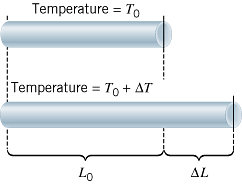 Temperature = T₀
Temperature = T₀ + ΔT
L₀ ΔL